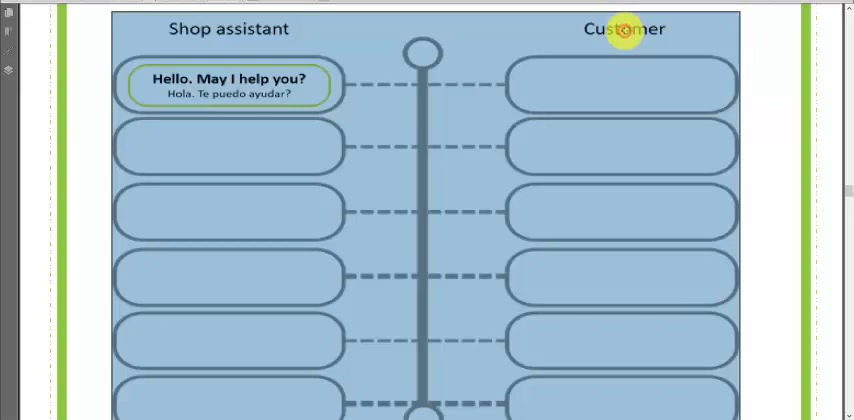 Shop assistant
Customer
Hello. May I help you?
Hola. Te puedo ayudar?